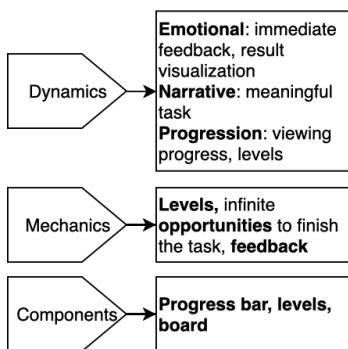 Dynamics
Emotional: immediate
feedback, result
visualization
Narrative: meaningful
task
Progression: viewing
progress, levels
Mechanics
Levels, infinite
opportunities to finish
the task, feedback
Components
Progress bar, levels,
board